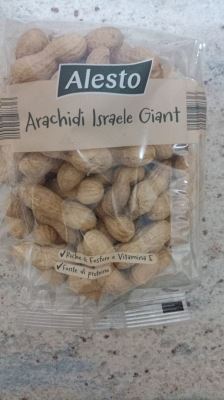 Alesto
Arachidi Israele Giant
Ricche di Fosforo e Vitamina E
Fonte di proteine